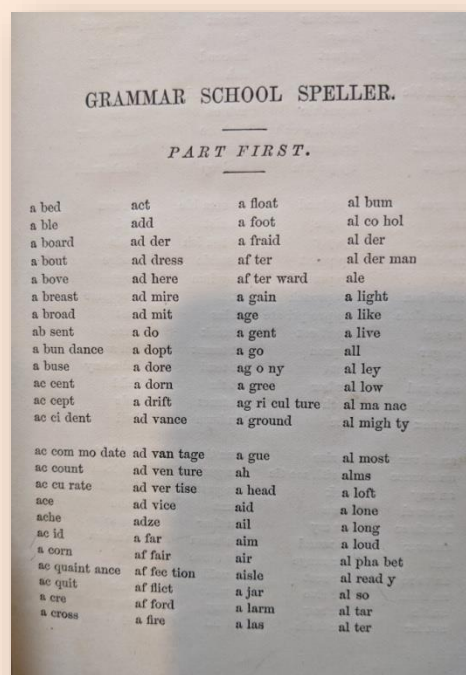 GRAMMAR SCHOOL SPELLER.
PART FIRST.
a bed
a ble
a board
a bout
a bove
a breast
a broad
ab sent
a bun dance
a buse
ac cent
ac cept
ac ci dent
ac com mo date
ac count
ac cu rate
ace
ache
ac id
a corn
ac quaint ance
ac quit
a cre
a cross
act
add
ad der
ad dress
ad here
ad mire
ad mit
a do
a dopt
a dore
a dorn
a drift
ad vance
ad van tage
ad ven ture
ad ver tise
ad vice
adze
a far
af fair
af fec tion
af flict
af ford
a fire
a float
a foot
a fraid
af ter
af ter ward
a gain
age
a gent
a go
ag o ny
a gree
ag ri cul ture
a ground
a gue
ah
a head
aid
ail
aim
air
aisle
a jar
a larm
a las
al bum
al co hol
al der
al der man
ale
a light
a like
a live
all
al ley
al low
al ma nac
al migh ty
al most
alms
a loft
a lone
a long
a loud
al pha bet
al read y
al so
al tar
al ter